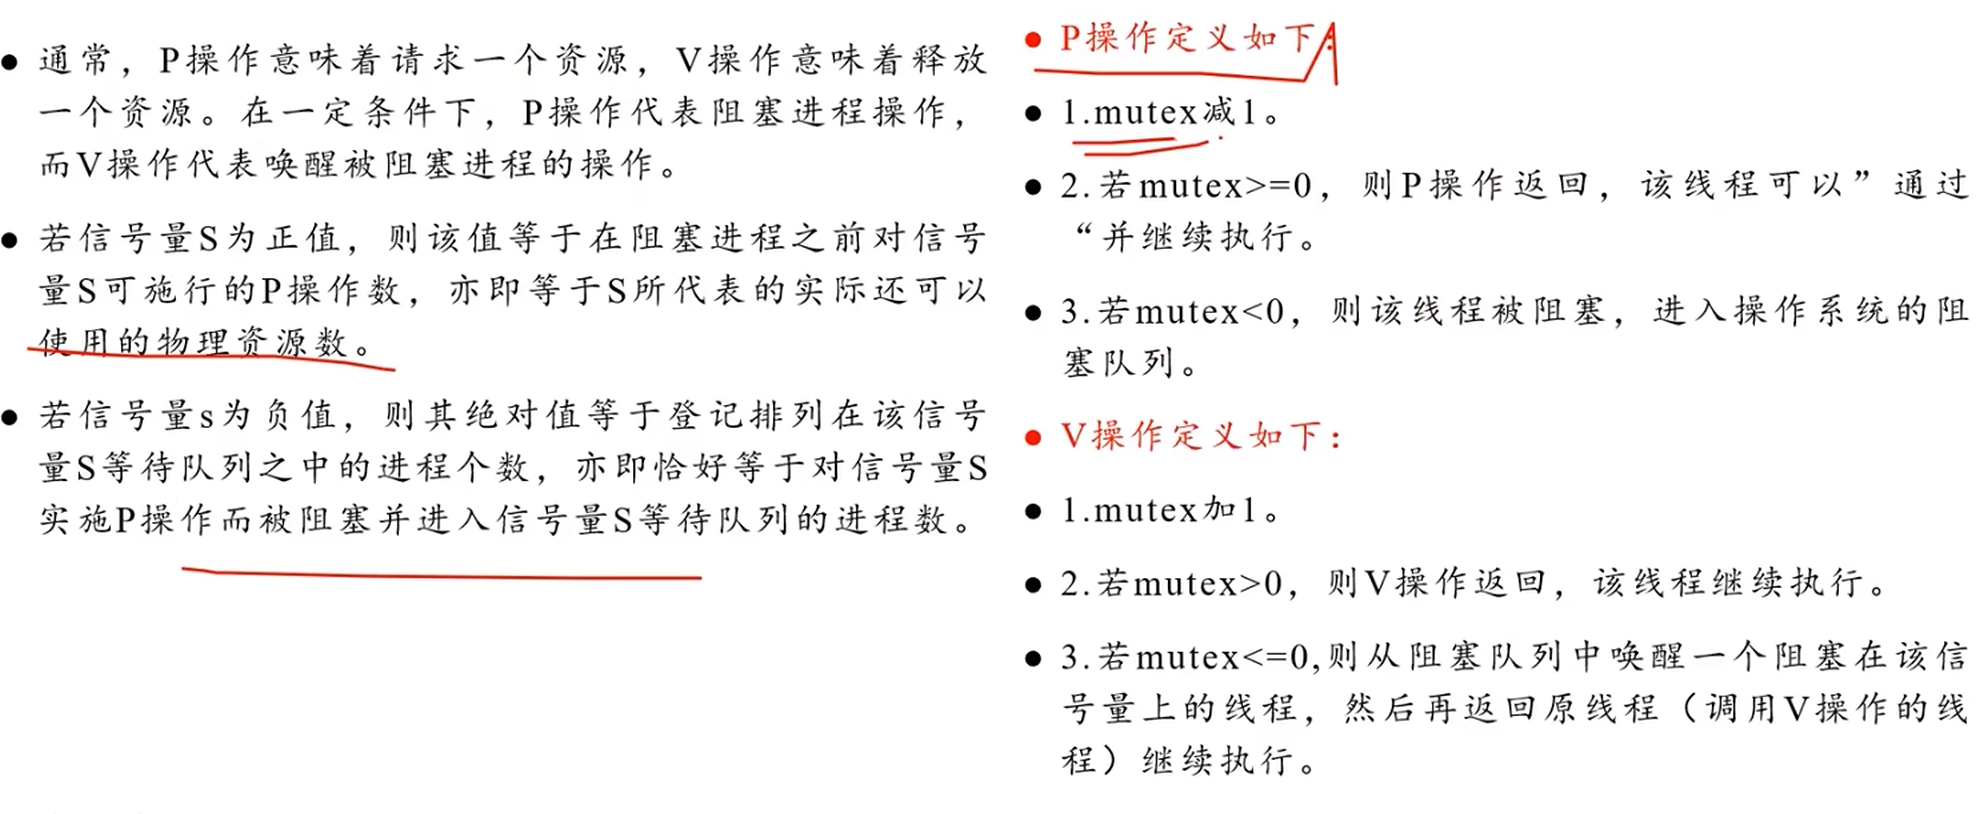 ● 通常，P操作意味着请求一个资源，V操作意味着释放
一个资源。在一定条件下，P操作代表阻塞进程操作，
而V操作代表唤醒被阻塞进程的操作。
● 若信号量S为正值，则该值等于在阻塞进程之前对信号
量S可施行的P操作数，亦即等于S所代表的实际还可以
使用的物理资源数。
● 若信号量s为负值，则其绝对值等于登记排列在该信号
量S等待队列之中的进程个数，亦即恰好等于对信号量S
实施P操作而被阻塞并进入信号量S等待队列的进程数。
● P操作定义如下：
● 1.mutex减1。
● 2.若mutex>=0，则P操作返回，该线程可以”通过
“并继续执行。
● 3.若mutex<0，则该线程被阻塞，进入操作系统的阻
塞队列。
● V操作定义如下：
● 1.mutex加1。
● 2.若mutex>0，则V操作返回，该线程继续执行。
● 3.若mutex<=0,则从阻塞队列中唤醒一个阻塞在该信
号量上的线程，然后再返回原线程（调用V操作的线
程）继续执行。